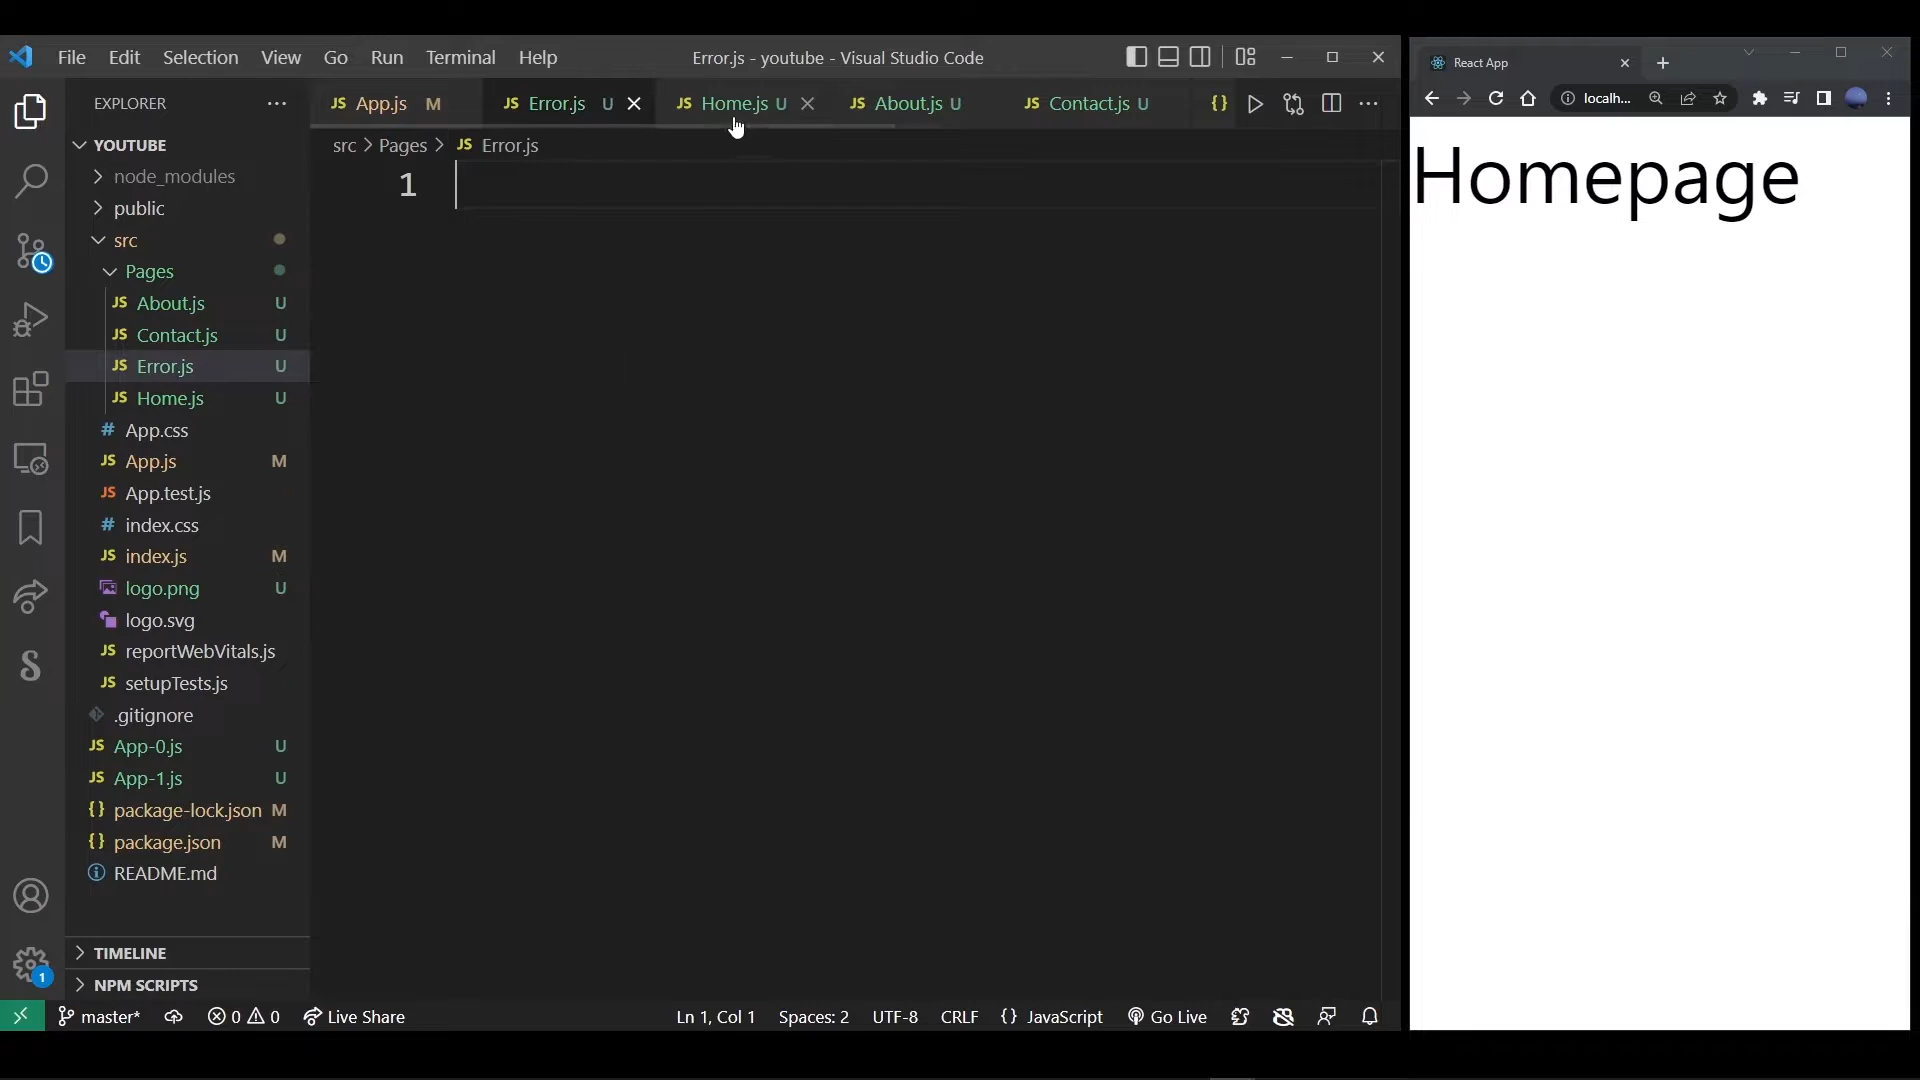 File Edit Selection View Go Run Terminal Help
Error.js - youtube - Visual Studio Code
EXPLORER
YOUTUBE
node_modules
public
src
Pages
JS About.js U
JS Contact.js U
JS Error.js U
JS Home.js U
# App.css
JS App.js M
JS App.test.js
# index.css
JS index.js M
logo.png U
logo.svg
JS reportWebVitals.js
JS setupTests.js
.gitignore
JS App-0.js U
JS App-1.js U
{} package-lock.json M
{} package.json M
README.md
TIMELINE
NPM SCRIPTS
1
JS App.js M
JS Error.js U
JS Home.js U
JS About.js U
JS Contact.js U
{}
src > Pages > JS Error.js
1
master*
0 0
Live Share
Ln 1, Col 1
Spaces: 2
UTF-8
CRLF
{} JavaScript
Go Live
React App
localh...
Homepage